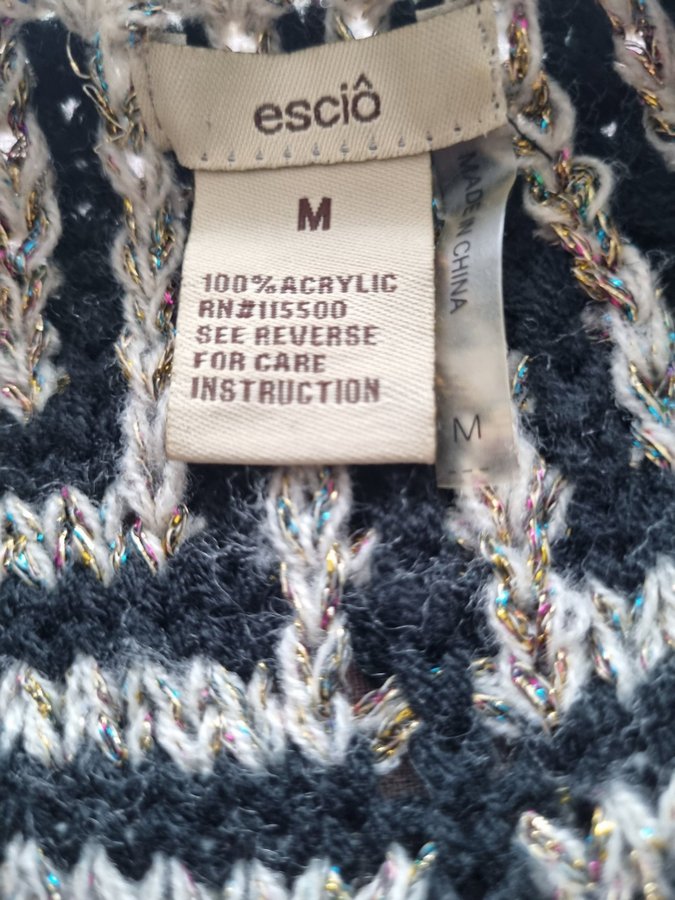 esciô
M
100% ACRYLIC
RN#115500
SEE REVERSE
FOR CARE
INSTRUCTION
MADE IN CHINA
M